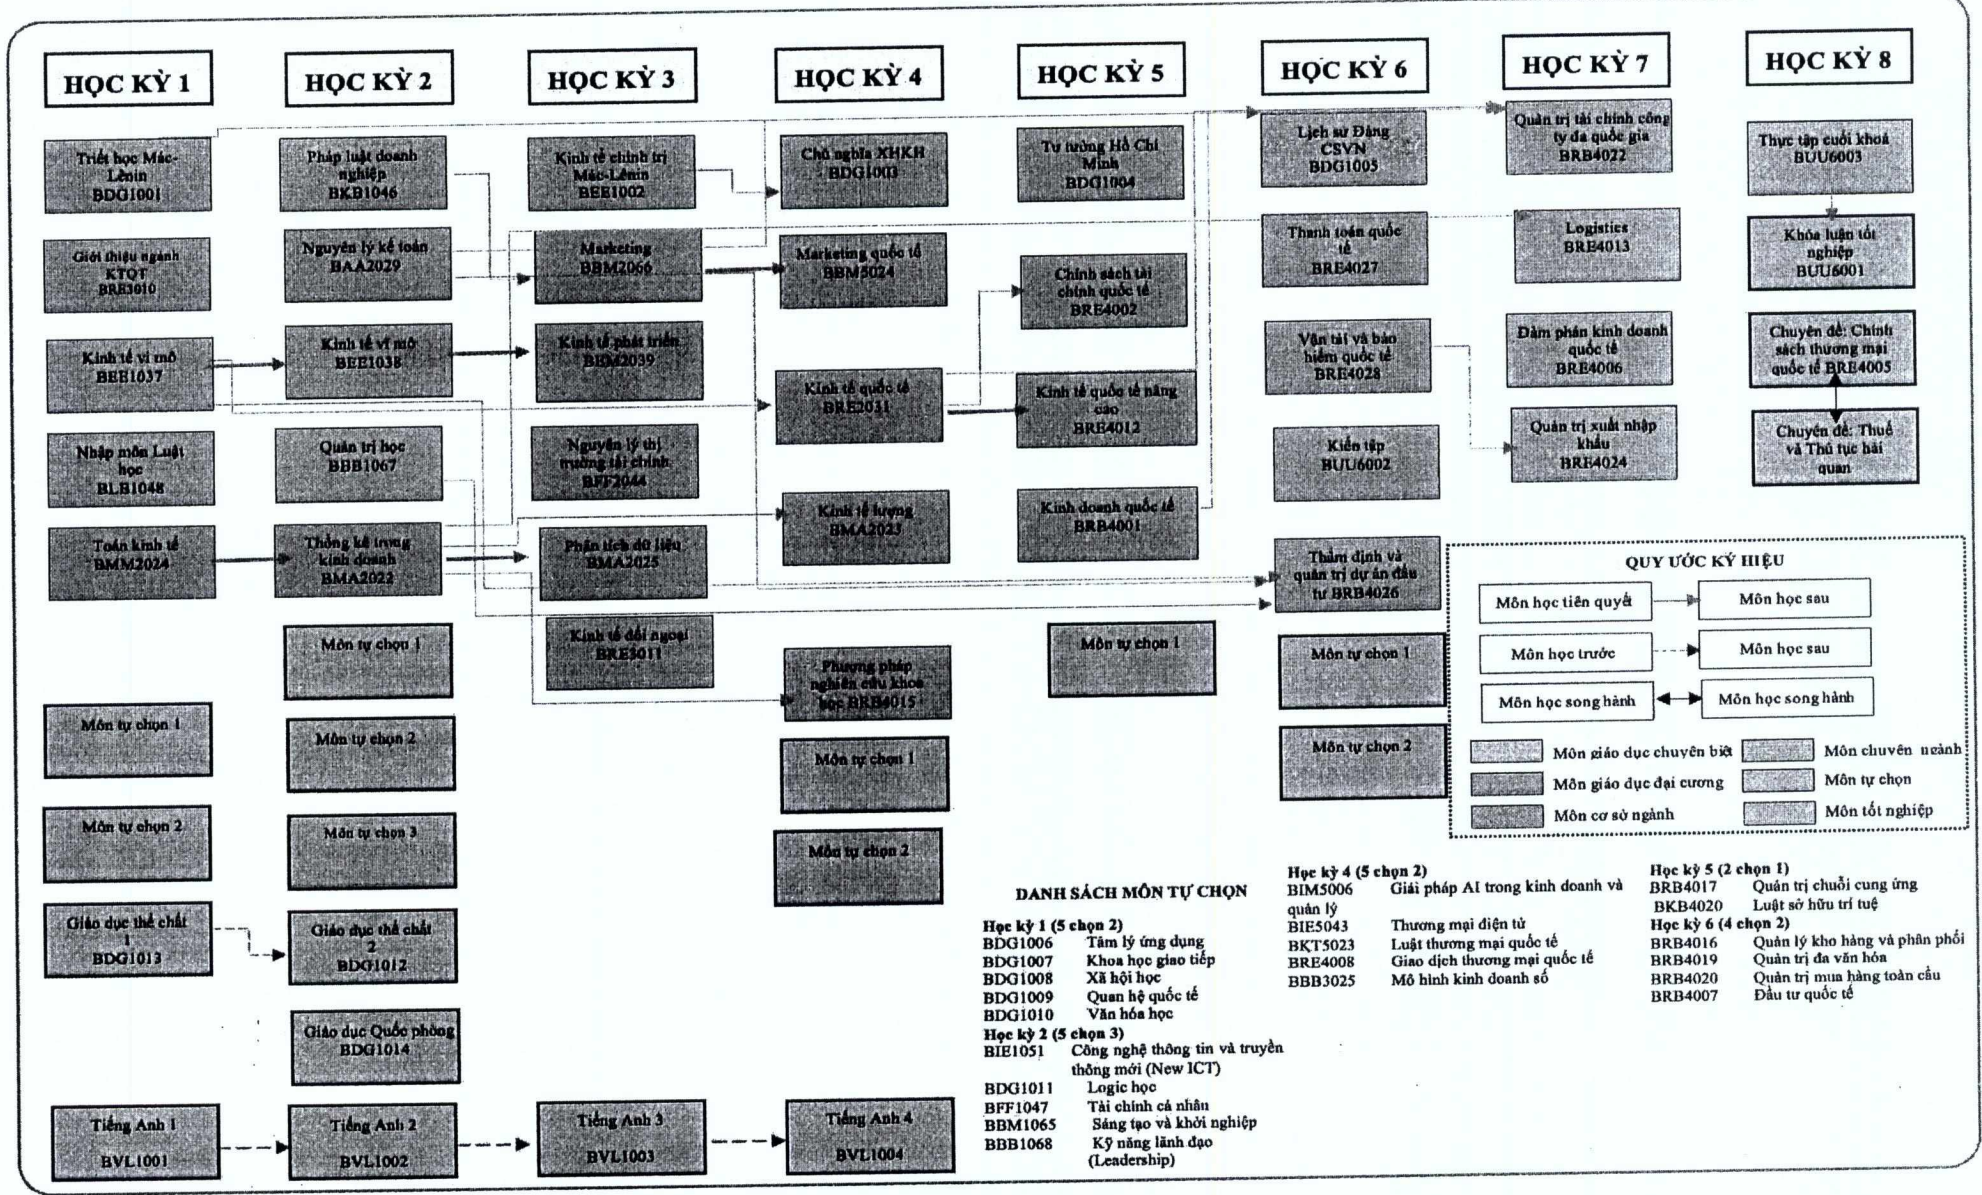 HỌC KỲ 1
HỌC KỲ 2
HỌC KỲ 3
HỌC KỲ 4
HỌC KỲ 5
HỌC KỲ 6
HỌC KỲ 7
HỌC KỲ 8
Triết học Mác-
Lênin
BDG1001
Giới thiệu ngành
KTQT
BRE3010
Kinh tế vi mô
BEE1037
Nhập môn Luật
học
BLB1048
Toán kinh tế
BMM2024
Môn tự chọn 1
Môn tự chọn 2
Giáo dục thể chất
1
BDG1013
Tiếng Anh 1
BVL1001
Pháp luật doanh
nghiệp
BKB1046
Nguyên lý kế toán
BAA2029
Kinh tế vĩ mô
BEE1038
Quản trị học
BBB1067
Thống kê trong
kinh doanh
BMA2022
Môn tự chọn 1
Môn tự chọn 2
Môn tự chọn 3
Giáo dục thể chất
2
BDG1012
Giáo dục Quốc phòng
BDG1014
Tiếng Anh 2
BVL1002
Kinh tế chính trị
Mác-Lênin
BEE1002
Marketing
BBM2066
Kinh tế phát triển
BEM2039
Nguyên lý thị
trường tài chính
BFF2044
Phân tích dữ liệu
BMA2025
Kinh tế đối ngoại
BRE3011
Tiếng Anh 3
BVL1003
Chủ nghĩa XHKH
BDG1003
Marketing quốc tế
BBM5024
Kinh tế quốc tế
BRE2031
Kinh tế lượng
BMA2023
Phương pháp
nghiên cứu khoa
học BRB4015
Môn tự chọn 1
Môn tự chọn 2
Tiếng Anh 4
BVL1004
Tư tưởng Hồ Chí
Minh
BDG1004
Chính sách tài
chính quốc tế
BRE4002
Kinh tế quốc tế nâng
cao
BRE4012
Kinh doanh quốc tế
BRB4001
Môn tự chọn 1
Lịch sử Đảng
CSVN
BDG1005
Thanh toán quốc
tế
BRE4027
Vận tải và bảo
hiểm quốc tế
BRE4028
Kiến tập
BUU6002
Thẩm định và
quản trị dự án đầu
tư BRB4026
Môn tự chọn 1
Môn tự chọn 2
Quản trị tài chính công
ty đa quốc gia
BRB4022
Logistics
BRE4013
Đàm phán kinh doanh
quốc tế
BRE4006
Quản trị xuất nhập
khẩu
BRE4024
Thực tập cuối khoá
BUU6003
Khóa luận tốt
nghiệp
BUU6001
Chuyên đề: Chính
sách thương mại
quốc tế BRE4005
Chuyên đề: Thuế
và Thủ tục hải
quan
QUY ƯỚC KÝ HIỆU
Môn học tiên quyết
Môn học sau
Môn học trước
Môn học sau
Môn học song hành
Môn học song hành
Môn giáo dục chuyên biệt
Môn chuyên ngành
Môn giáo dục đại cương
Môn tự chọn
Môn cơ sở ngành
Môn tốt nghiệp
DANH SÁCH MÔN TỰ CHỌN
Học kỳ 1 (5 chọn 2)
BDG1006 Tâm lý ứng dụng
BDG1007 Khoa học giao tiếp
BDG1008 Xã hội học
BDG1009 Quan hệ quốc tế
BDG1010 Văn hóa học
Học kỳ 2 (5 chọn 3)
BIE1051 Công nghệ thông tin và truyền
thông mới (New ICT)
BDG1011 Logic học
BFF1047 Tài chính cá nhân
BBM1065 Sáng tạo và khởi nghiệp
BBB1068 Kỹ năng lãnh đạo
(Leadership)
Học kỳ 4 (5 chọn 2)
BIM5006 Giải pháp AI trong kinh doanh và
quản lý
BIE5043 Thương mại điện tử
BKT5023 Luật thương mại quốc tế
BRE4008 Giao dịch thương mại quốc tế
BBB3025 Mô hình kinh doanh số
Học kỳ 5 (2 chọn 1)
BRB4017 Quản trị chuỗi cung ứng
BKB4020 Luật sở hữu trí tuệ
Học kỳ 6 (4 chọn 2)
BRB4016 Quản lý kho hàng và phân phối
BRB4019 Quản trị đa văn hóa
BRB4020 Quản trị mua hàng toàn cầu
BRB4007 Đầu tư quốc tế